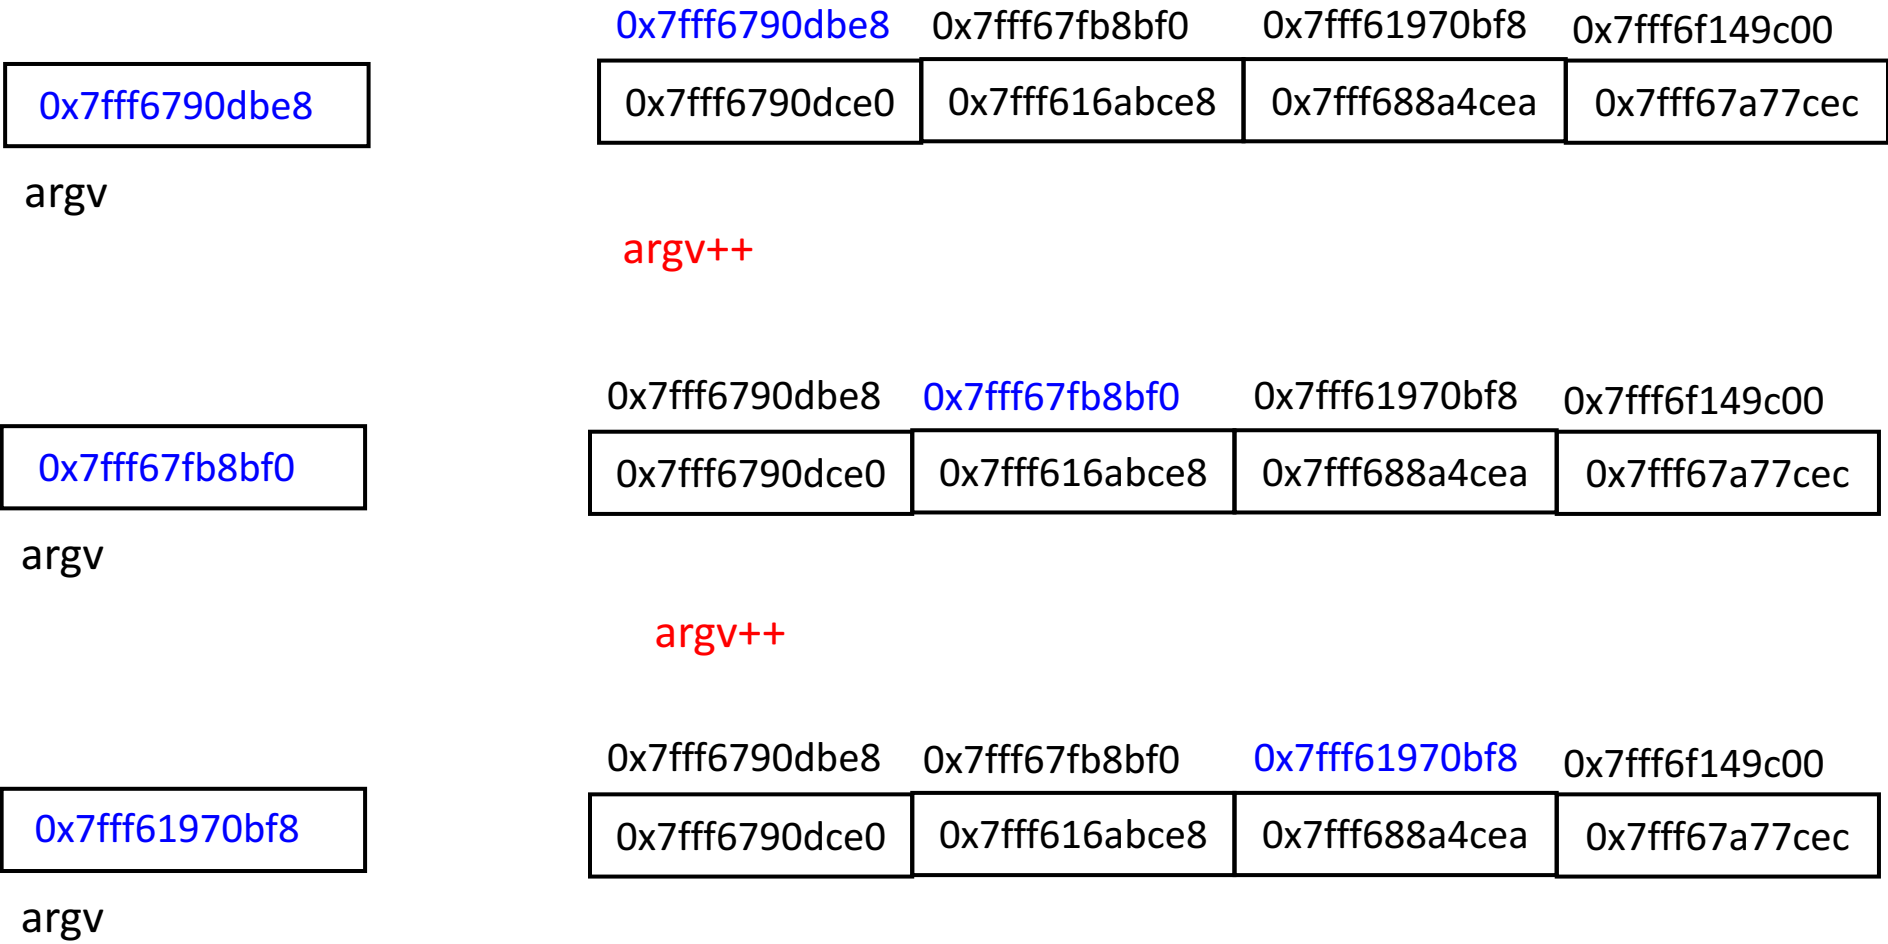 0x7fff6790dbe8 0x7fff67fb8bf0 0x7fff61970bf8 0x7fff6f149c00
0x7fff6790dbe8 0x7fff6790dce0 0x7fff616abce8 0x7fff688a4cea 0x7fff67a77cec
argv
argv++
0x7fff6790dbe8 0x7fff67fb8bf0 0x7fff61970bf8 0x7fff6f149c00
0x7fff67fb8bf0 0x7fff6790dce0 0x7fff616abce8 0x7fff688a4cea 0x7fff67a77cec
argv
argv++
0x7fff6790dbe8 0x7fff67fb8bf0 0x7fff61970bf8 0x7fff6f149c00
0x7fff61970bf8 0x7fff6790dce0 0x7fff616abce8 0x7fff688a4cea 0x7fff67a77cec
argv